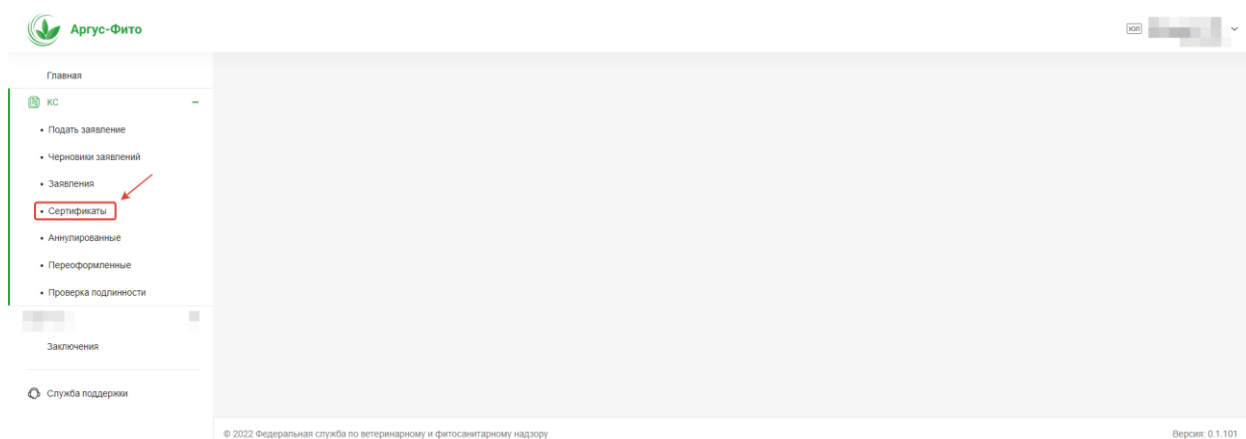 Аргус-Фито
ЮЛ
Главная
КС
Подать заявление
Черновики заявлений
Заявления
Сертификаты
Аннулированные
Переоформленные
Проверка подлинности
Заключения
Служба поддержки
© 2022 Федеральная служба по ветеринарному и фитосанитарному надзору
Версия: 0.1.101